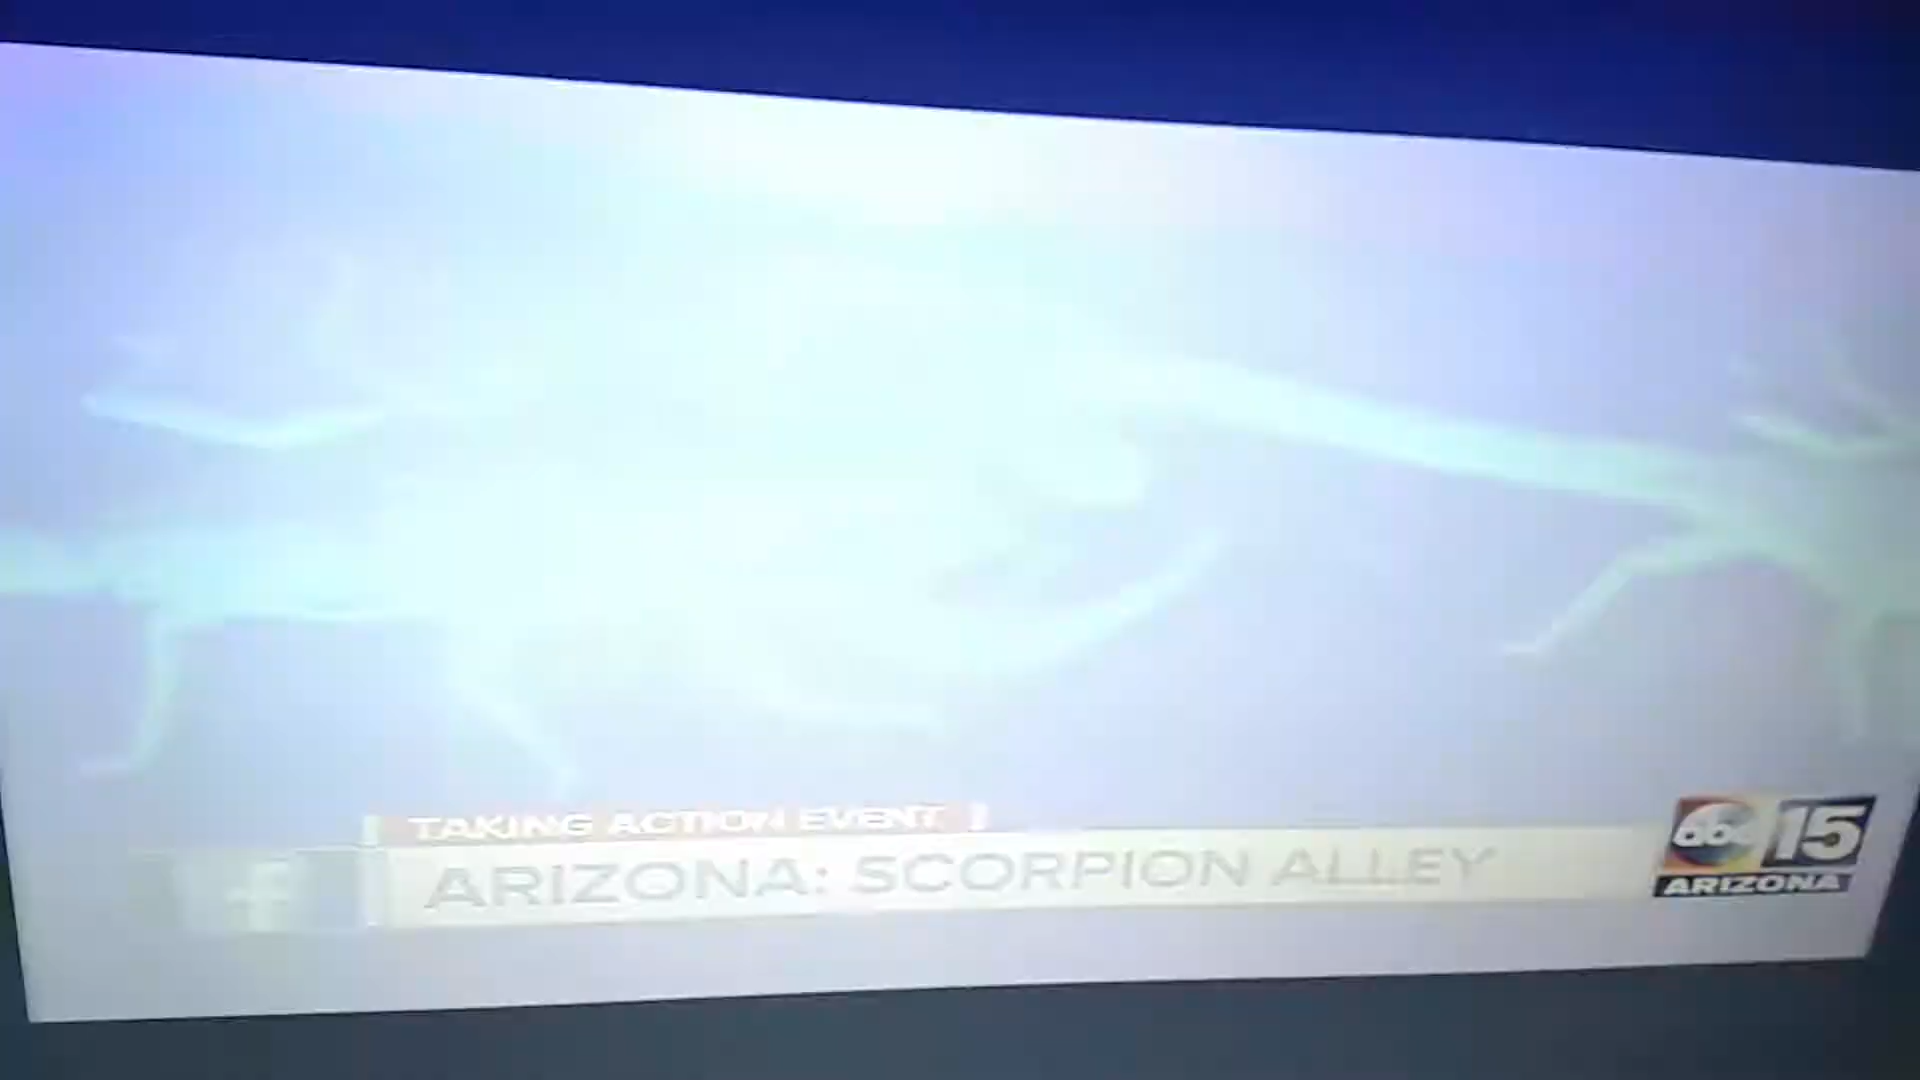 TAKING ACTION EVENT
ARIZONA: SCORPION ALLEY
f
abc 15
ARIZONA